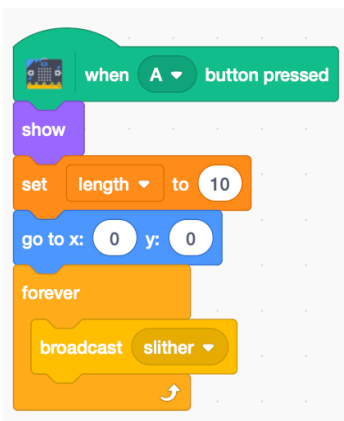 when A button pressed
show
set length to 10
go to x: 0 y: 0
forever
broadcast slither